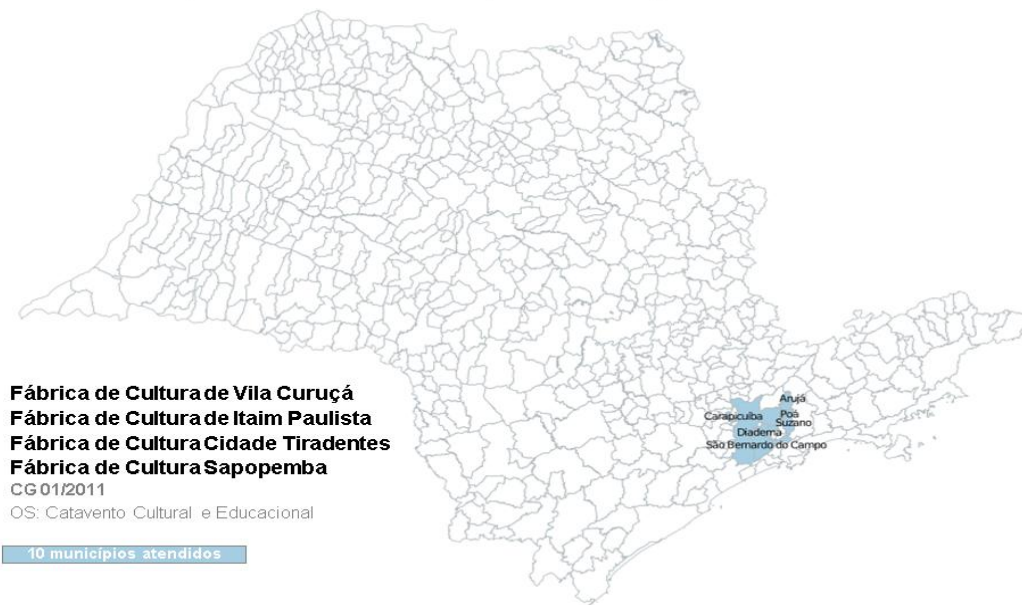 Arujá
Carapicuíba
Poá
Suzano
Diadema
São Bernardo do Campo
Fábrica de Cultura de Vila Curuçá
Fábrica de Cultura de Itaim Paulista
Fábrica de Cultura Cidade Tiradentes
Fábrica de Cultura Sapopemba
CG 01/2011
OS: Catavento Cultural e Educacional
10 municípios atendidos